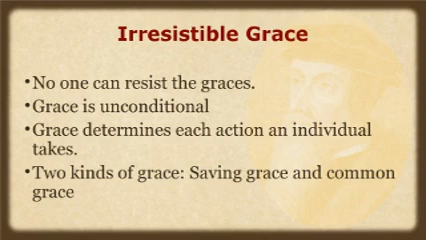 Irresistible Grace
•No one can resist the graces.
•Grace is unconditional
•Grace determines each action an individual
takes.
•Two kinds of grace: Saving grace and common
grace